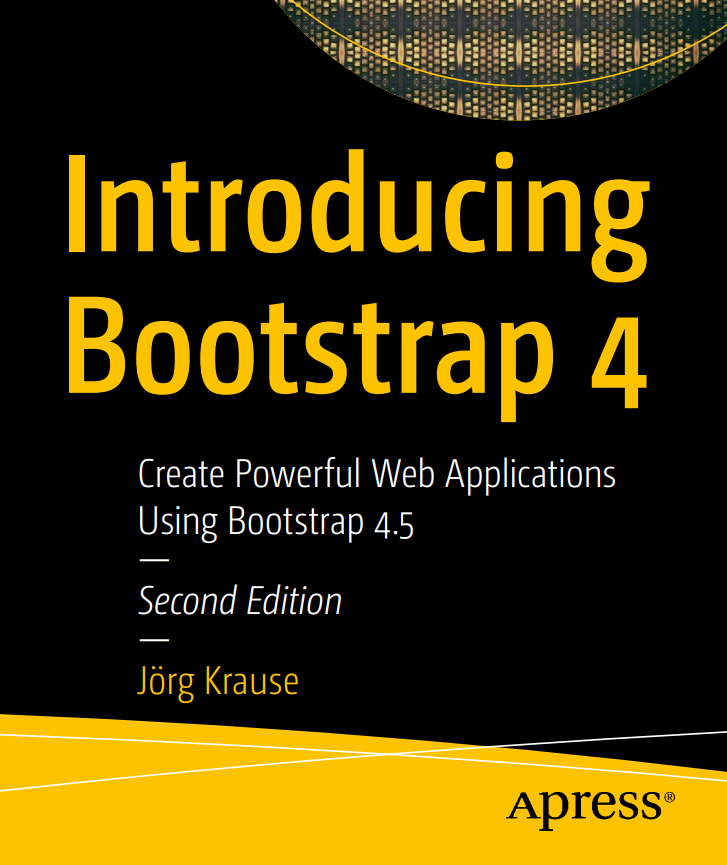 Introducing
Bootstrap 4
Create Powerful Web Applications
Using Bootstrap 4.5
—
Second Edition
—
Jörg Krause
Apress®